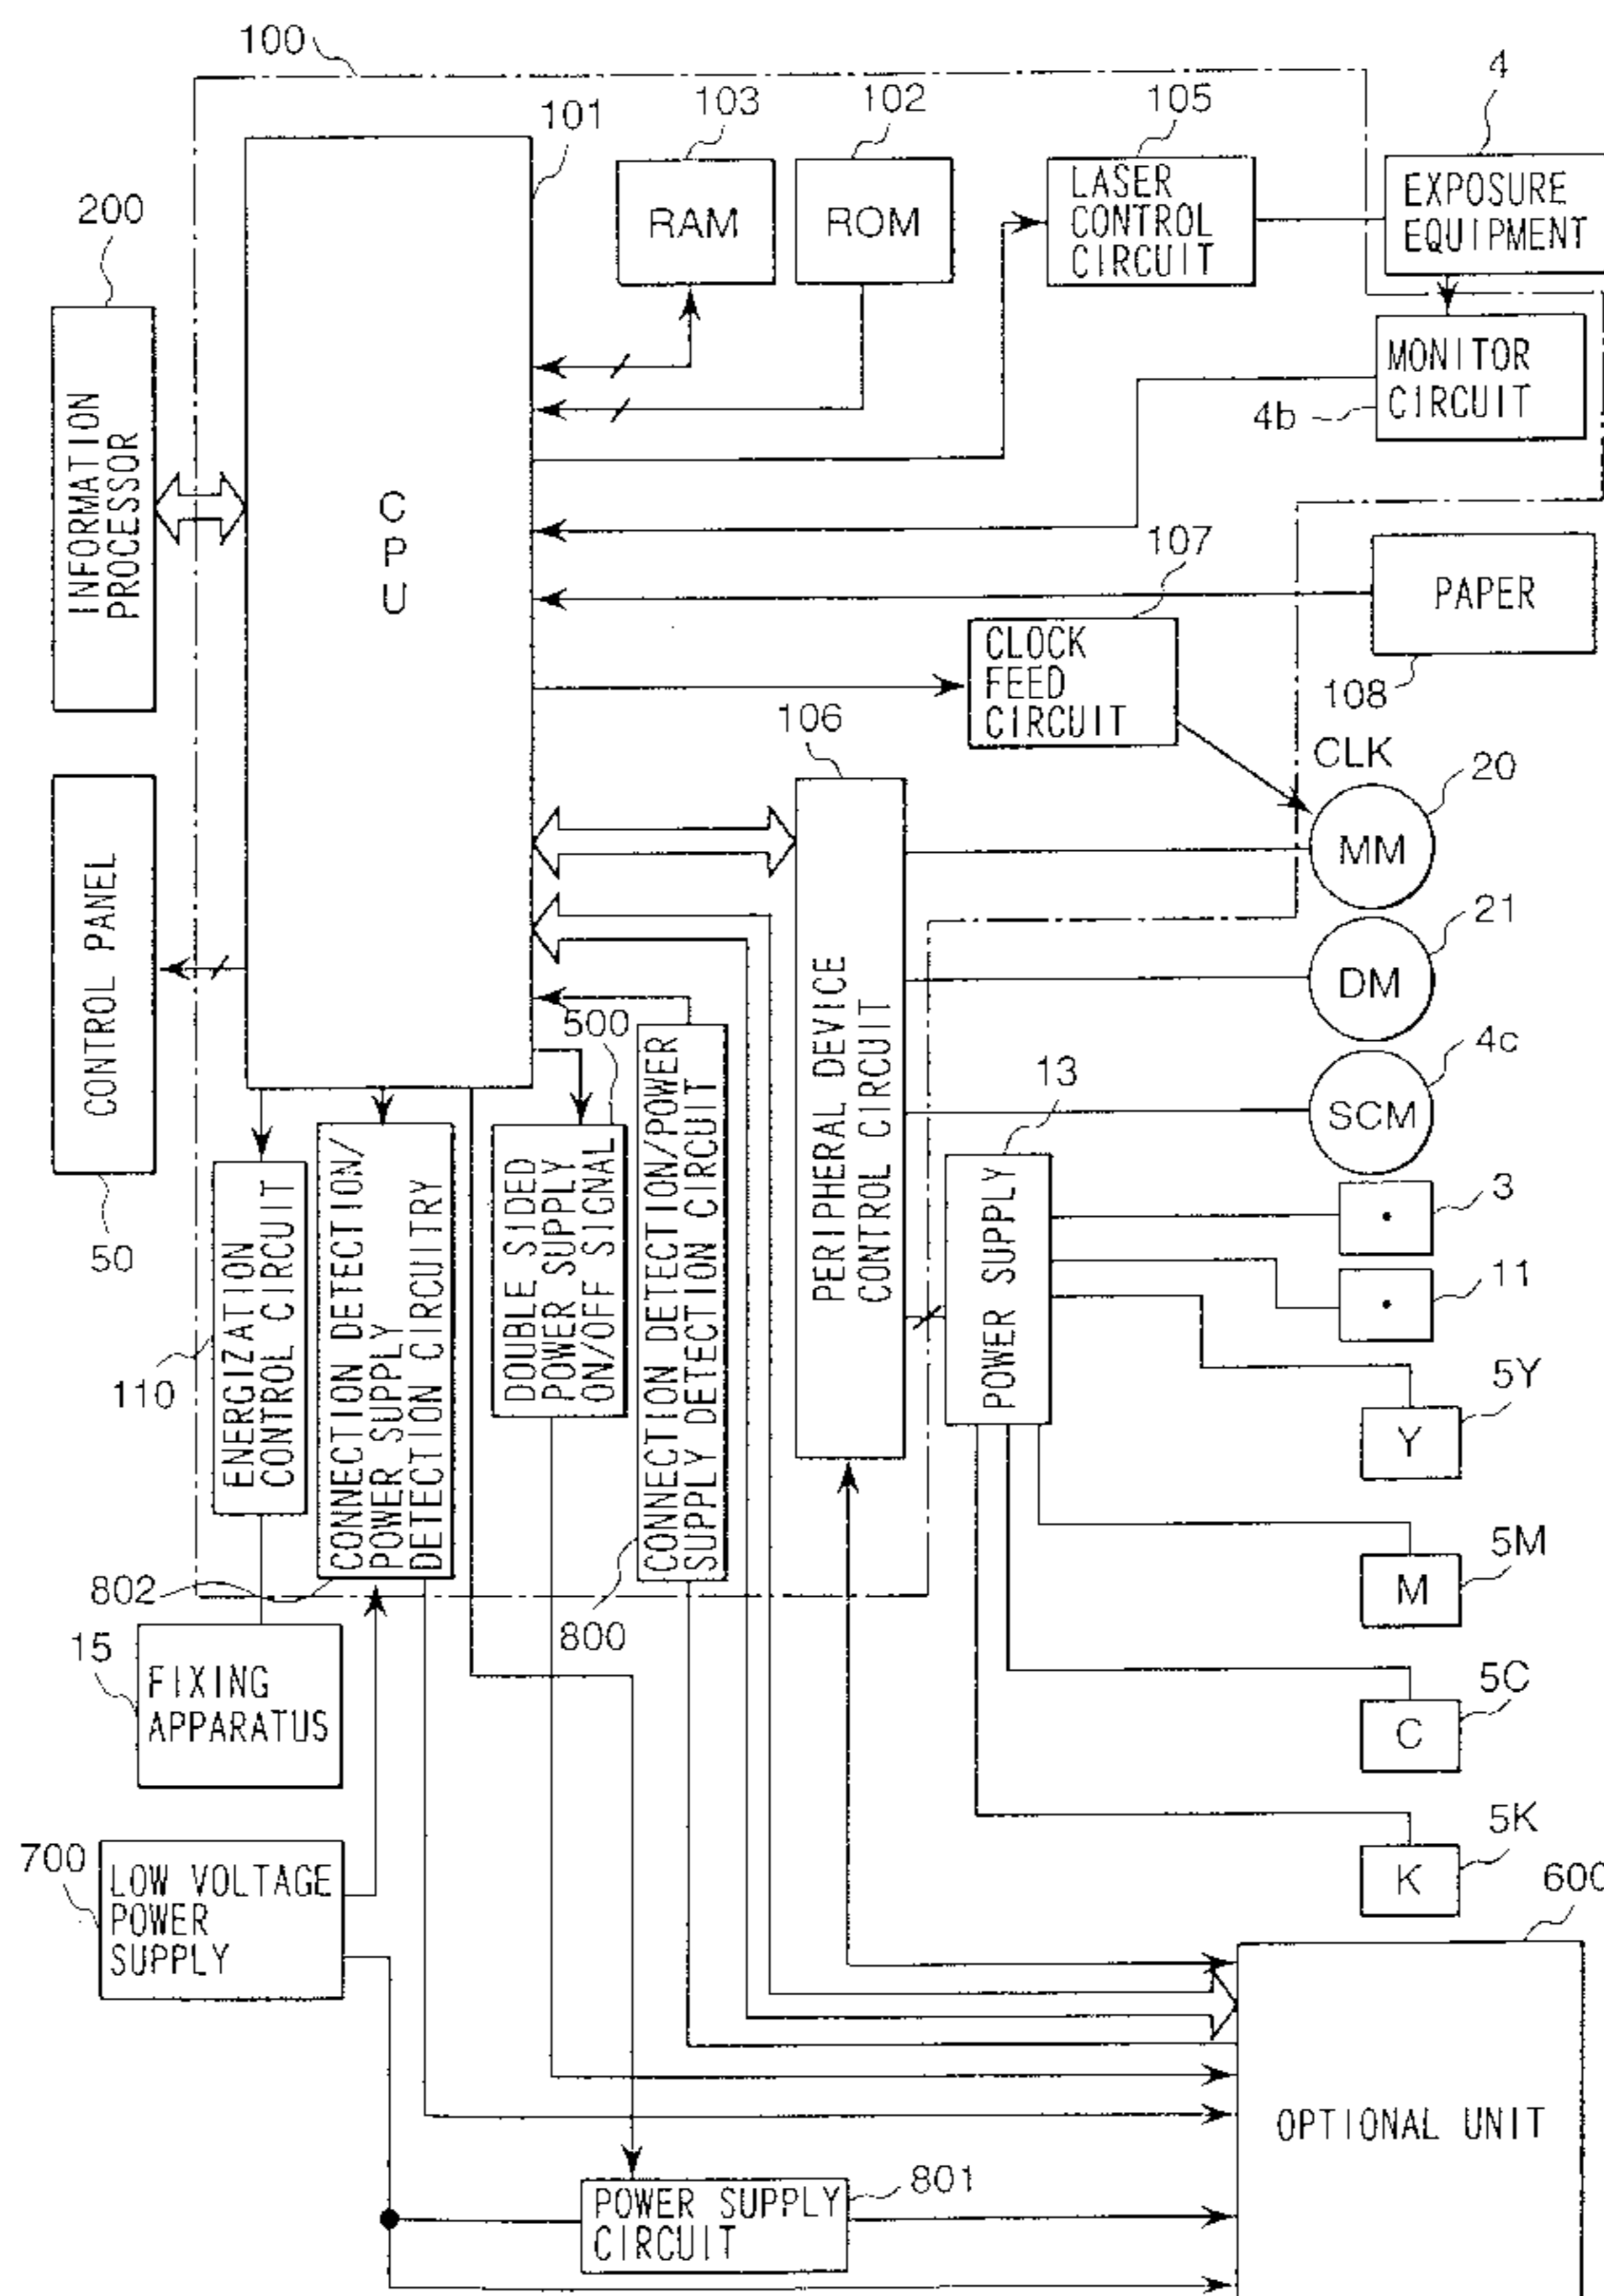 100
4
103
102
105
101
200
RAM
ROM
LASER
CONTROL
CIRCUIT
EXPOSURE
EQUIPMENT
MONITOR
CIRCUIT
4b
INFORMATION
PROCESSOR
CPU
107
PAPER
CLOCK
FEED
CIRCUIT
108
106
CLK
20
MM
CONTROL PANEL
21
DM
500
4c
SCM
13
PERIPHERAL DEVICE
CONTROL CIRCUIT
3
50
11
110
ENERGIZATION
CONTROL CIRCUIT
CONNECTION DETECTION/
POWER SUPPLY
DETECTION CIRCUITRY
DOUBLE SIDED
POWER SUPPLY
ON/OFF SIGNAL
CONNECTION DETECTION/POWER
SUPPLY DETECTION CIRCUIT
POWER SUPPLY
5Y
Y
5M
M
802
800
15
FIXING
APPARATUS
5C
C
5K
K
700
LOW VOLTAGE
POWER
SUPPLY
600
OPTIONAL UNIT
801
POWER SUPPLY
CIRCUIT